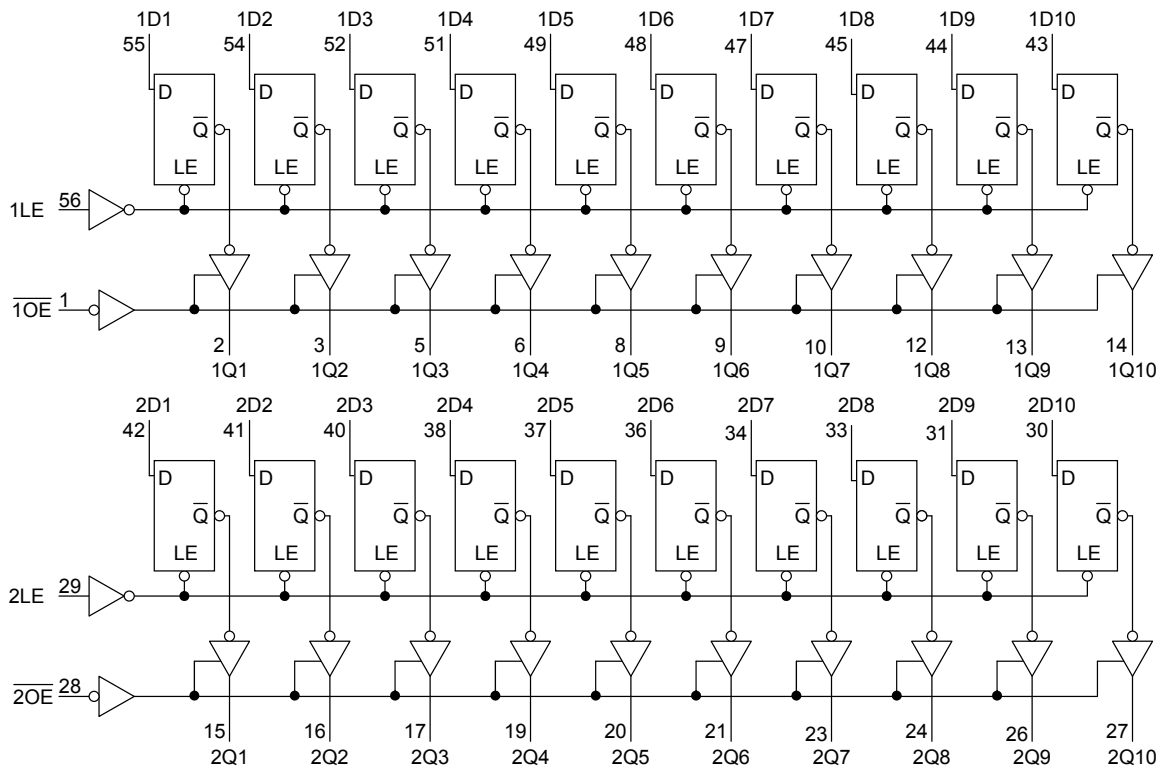 1D1 1D2 1D3 1D4 1D5 1D6 1D7 1D8 1D9 1D10
55 54 52 51 49 48 47 45 44 43
D D D D D D D D D D
Q̅ Q̅ Q̅ Q̅ Q̅ Q̅ Q̅ Q̅ Q̅ Q̅
LE LE LE LE LE LE LE LE LE LE
1LE 56
1̅O̅E̅ 1
2 3 5 6 8 9 10 12 13 14
1Q1 1Q2 1Q3 1Q4 1Q5 1Q6 1Q7 1Q8 1Q9 1Q10
2D1 2D2 2D3 2D4 2D5 2D6 2D7 2D8 2D9 2D10
42 41 40 38 37 36 34 33 31 30
D D D D D D D D D D
Q̅ Q̅ Q̅ Q̅ Q̅ Q̅ Q̅ Q̅ Q̅ Q̅
LE LE LE LE LE LE LE LE LE LE
2LE 29
2̅O̅E̅ 28
15 16 17 19 20 21 23 24 26 27
2Q1 2Q2 2Q3 2Q4 2Q5 2Q6 2Q7 2Q8 2Q9 2Q10